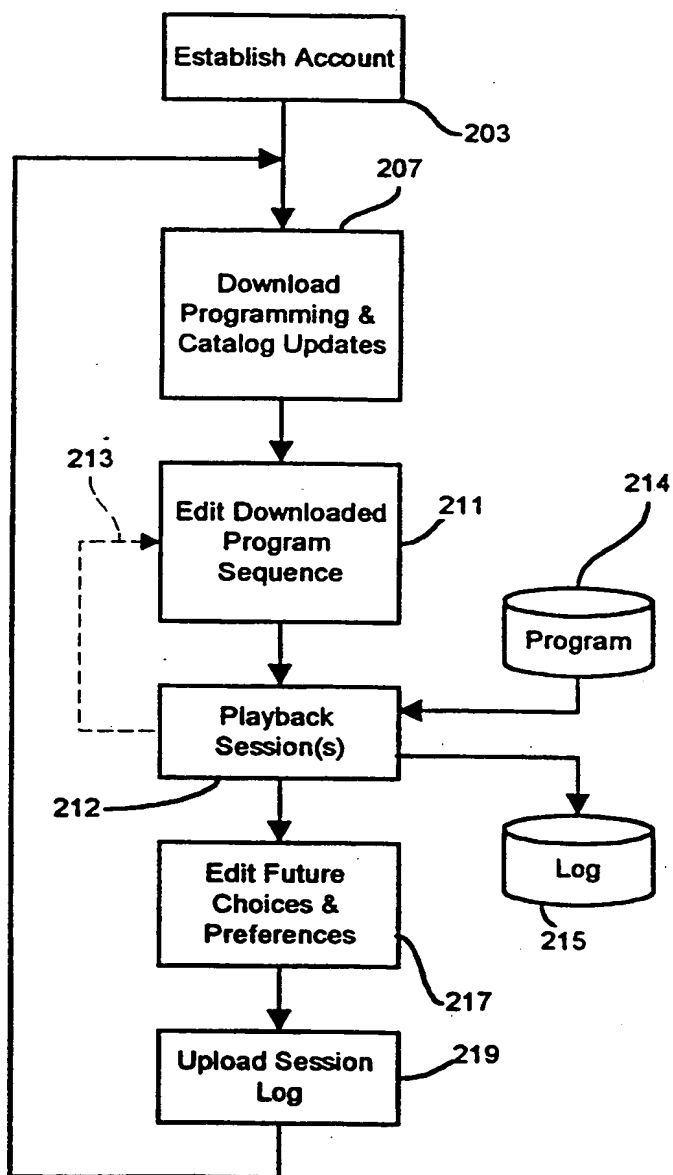 Establish Account
203
207
Download
Programming &
Catalog Updates
213
Edit Downloaded
Program
Sequence
211
214
Program
Playback
Session(s)
212
Log
215
Edit Future
Choices &
Preferences
217
Upload Session
Log
219